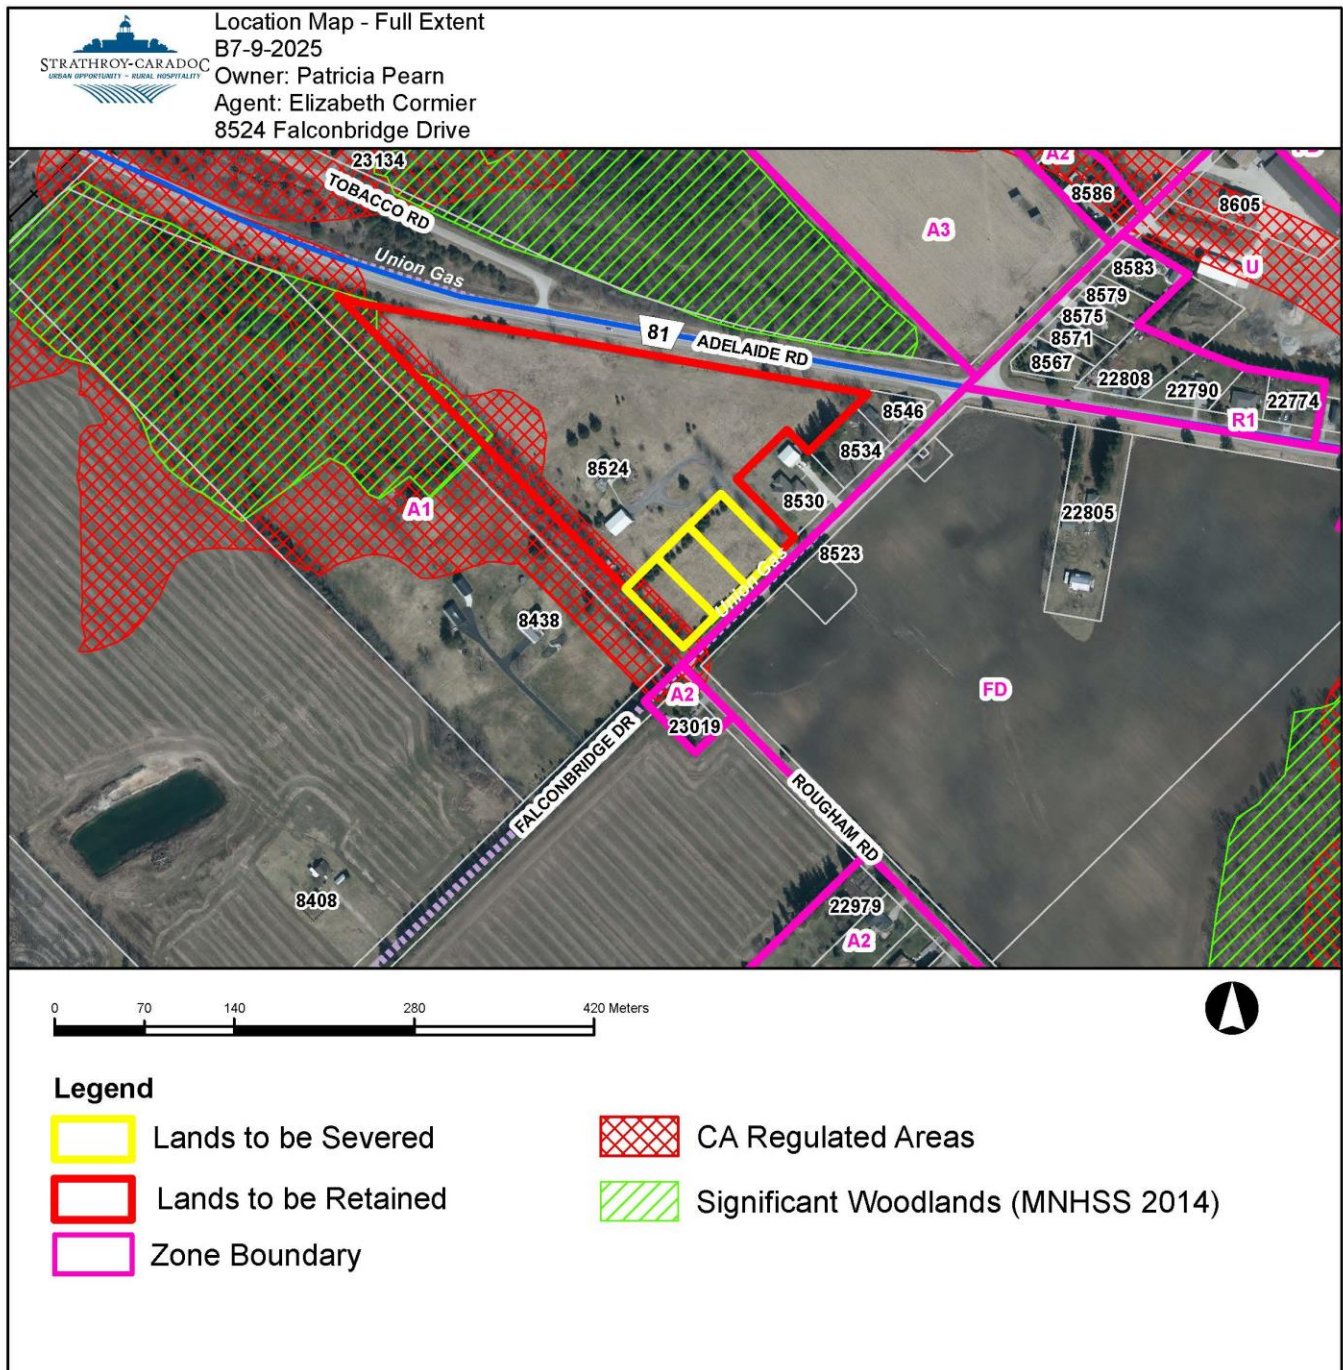 STRATHROY-CARADOC
URBAN OPPORTUNITY - RURAL HOSPITALITY
Location Map - Full Extent
B7-9-2025
Owner: Patricia Pearn
Agent: Elizabeth Cormier
8524 Falconbridge Drive
23134
TOBACCO RD
Union Gas
81
ADELAIDE RD
A3
A2
8586
8605
U
8583
8579
8575
8571
8567
22808
22790
22774
R1
8546
8534
8524
8530
8523
Union Gas
22805
A1
8438
A2
23019
FD
FALCONBRIDGE DR
ROUGHAM RD
8408
22979
A2
0 70 140 280 420 Meters
Legend
Lands to be Severed
Lands to be Retained
Zone Boundary
CA Regulated Areas
Significant Woodlands (MNHSS 2014)